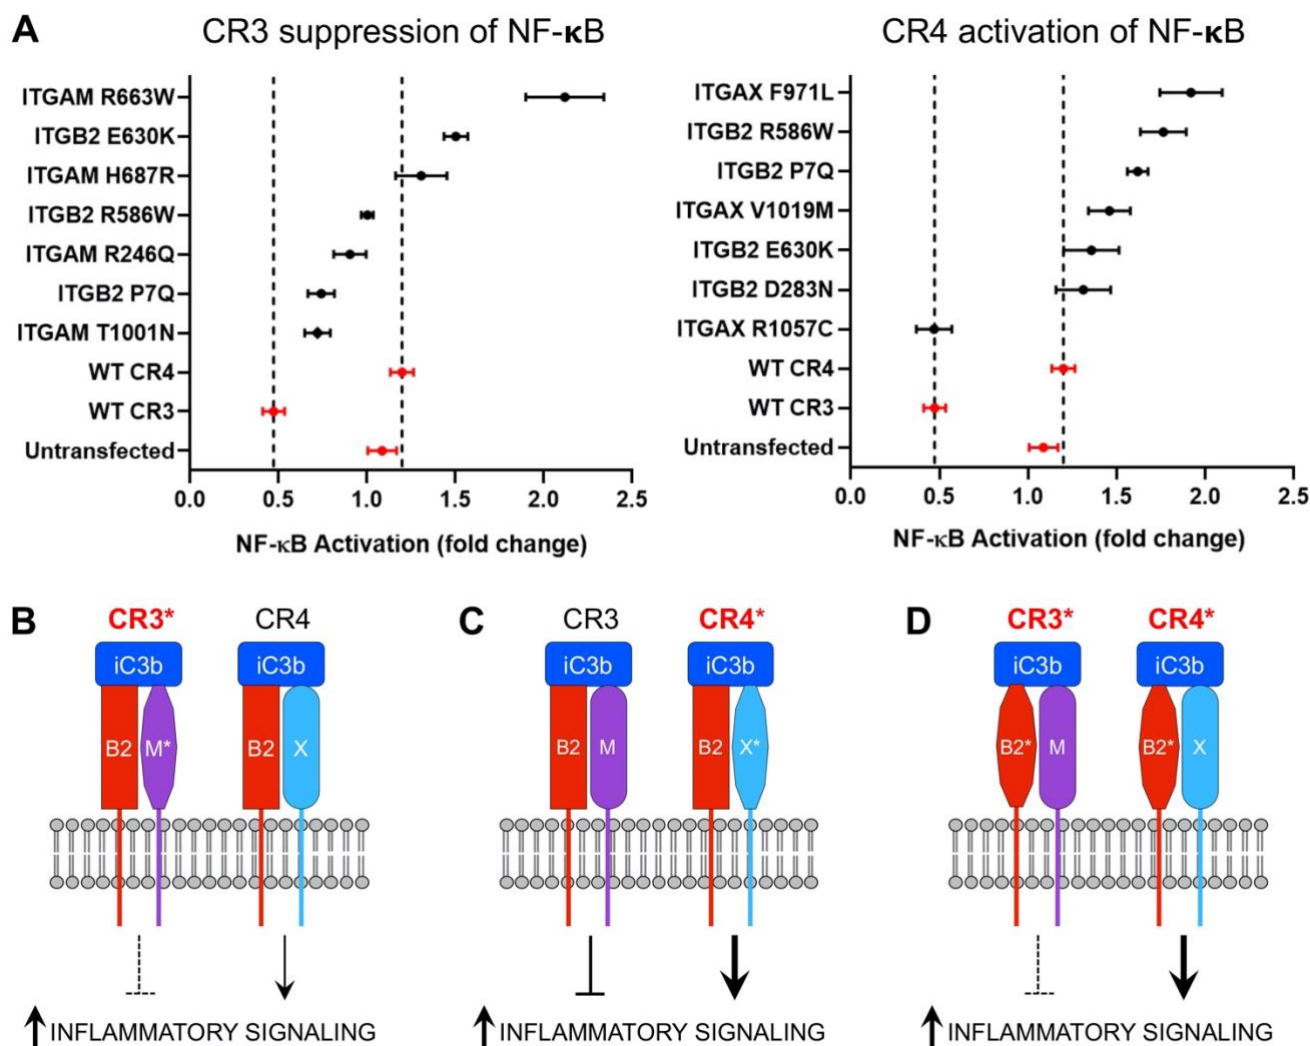 A
CR3 suppression of NF-κB
ITGAM R663W
ITGB2 E630K
ITGAM H687R
ITGB2 R586W
ITGAM R246Q
ITGB2 P7Q
ITGAM T1001N
WT CR4
WT CR3
Untransfected
0.0 0.5 1.0 1.5 2.0 2.5
NF-κB Activation (fold change)
CR4 activation of NF-κB
ITGAX F971L
ITGB2 R586W
ITGB2 P7Q
ITGAX V1019M
ITGB2 E630K
ITGB2 D283N
ITGAX R1057C
WT CR4
WT CR3
Untransfected
0.0 0.5 1.0 1.5 2.0 2.5
NF-κB Activation (fold change)
B
CR3* CR4
iC3b iC3b
B2 M* B2 X
INFLAMMATORY SIGNALING
C
CR3 CR4*
iC3b iC3b
B2 M B2 X*
INFLAMMATORY SIGNALING
D
CR3* CR4*
iC3b iC3b
B2* M B2* X
INFLAMMATORY SIGNALING